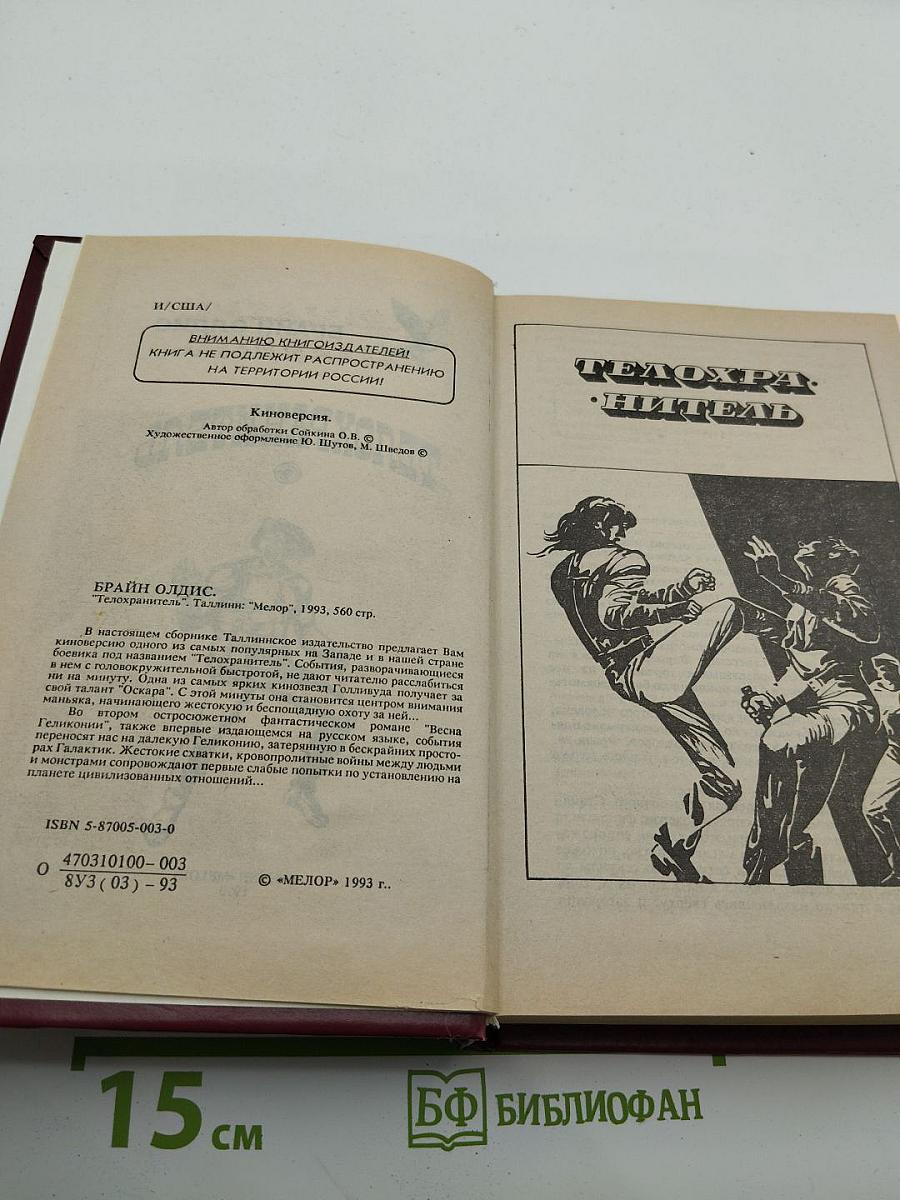 И/США/
ВНИМАНИЮ КНИГОИЗДАТЕЛЕЙ!
КНИГА НЕ ПОДЛЕЖИТ РАСПРОСТРАНЕНИЮ
НА ТЕРРИТОРИИ РОССИИ!
Киноверсия.
Автор обработки Сойкина О.В. ©
Художественное оформление Ю. Шутов, М. Шведов ©
БРАЙН ОЛДИС.
"Телохранитель". Таллинн: "Мелор", 1993, 560 стр.
В настоящем сборнике Таллиннское издательство предлагает Вам
киноверсию одного из самых популярных на Западе и в нашей стране
боевика под названием "Телохранитель". События, разворачивающиеся
в нем с головокружительной быстротой, не дают читателю расслабиться
ни на минуту. Одна из самых ярких кинозвезд Голливуда получает за
свой талант "Оскара". С этой минуты она становится центром внимания
маньяка, начинающего жестокую и беспощадную охоту за ней...
Во втором остросюжетном фантастическом романе "Весна
Геликонии", также впервые издающемся на русском языке, события
переносят нас на далекую Геликонию, затерянную в бескрайних просто-
рах Галактик. Жестокие схватки, кровопролитные войны между людьми
и монстрами сопровождают первые слабые попытки по установлению на
планете цивилизованных отношений...
ISBN 5-87005-003-0
О 470310100-003
8УЗ(03)-93
© «МЕЛОР» 1993 г..
ТЕЛОХРА·
·НИТЕЛЬ
15 см
БФ БИБЛИОФАН